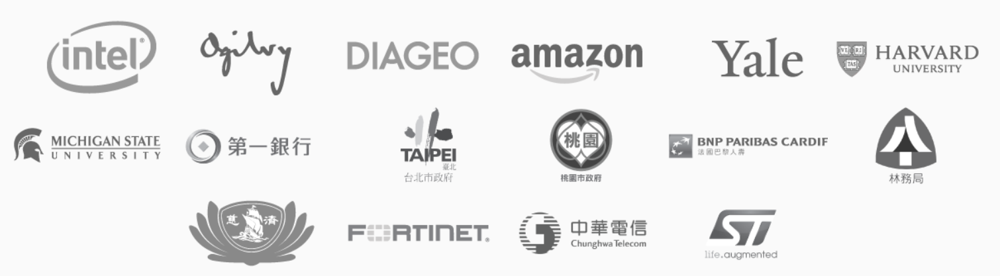 intel®
Ogilvy
DIAGEO
amazon
Yale
VE RI
TAS
HARVARD
UNIVERSITY
MICHIGAN STATE
UNIVERSITY
第一銀行
TAIPEI
臺北
台北市政府
桃園
桃園市政府
BNP PARIBAS CARDIF
法國巴黎人壽
林務局
慈濟
FORTINET®
中華電信
Chunghwa Telecom
ST
life.augmented